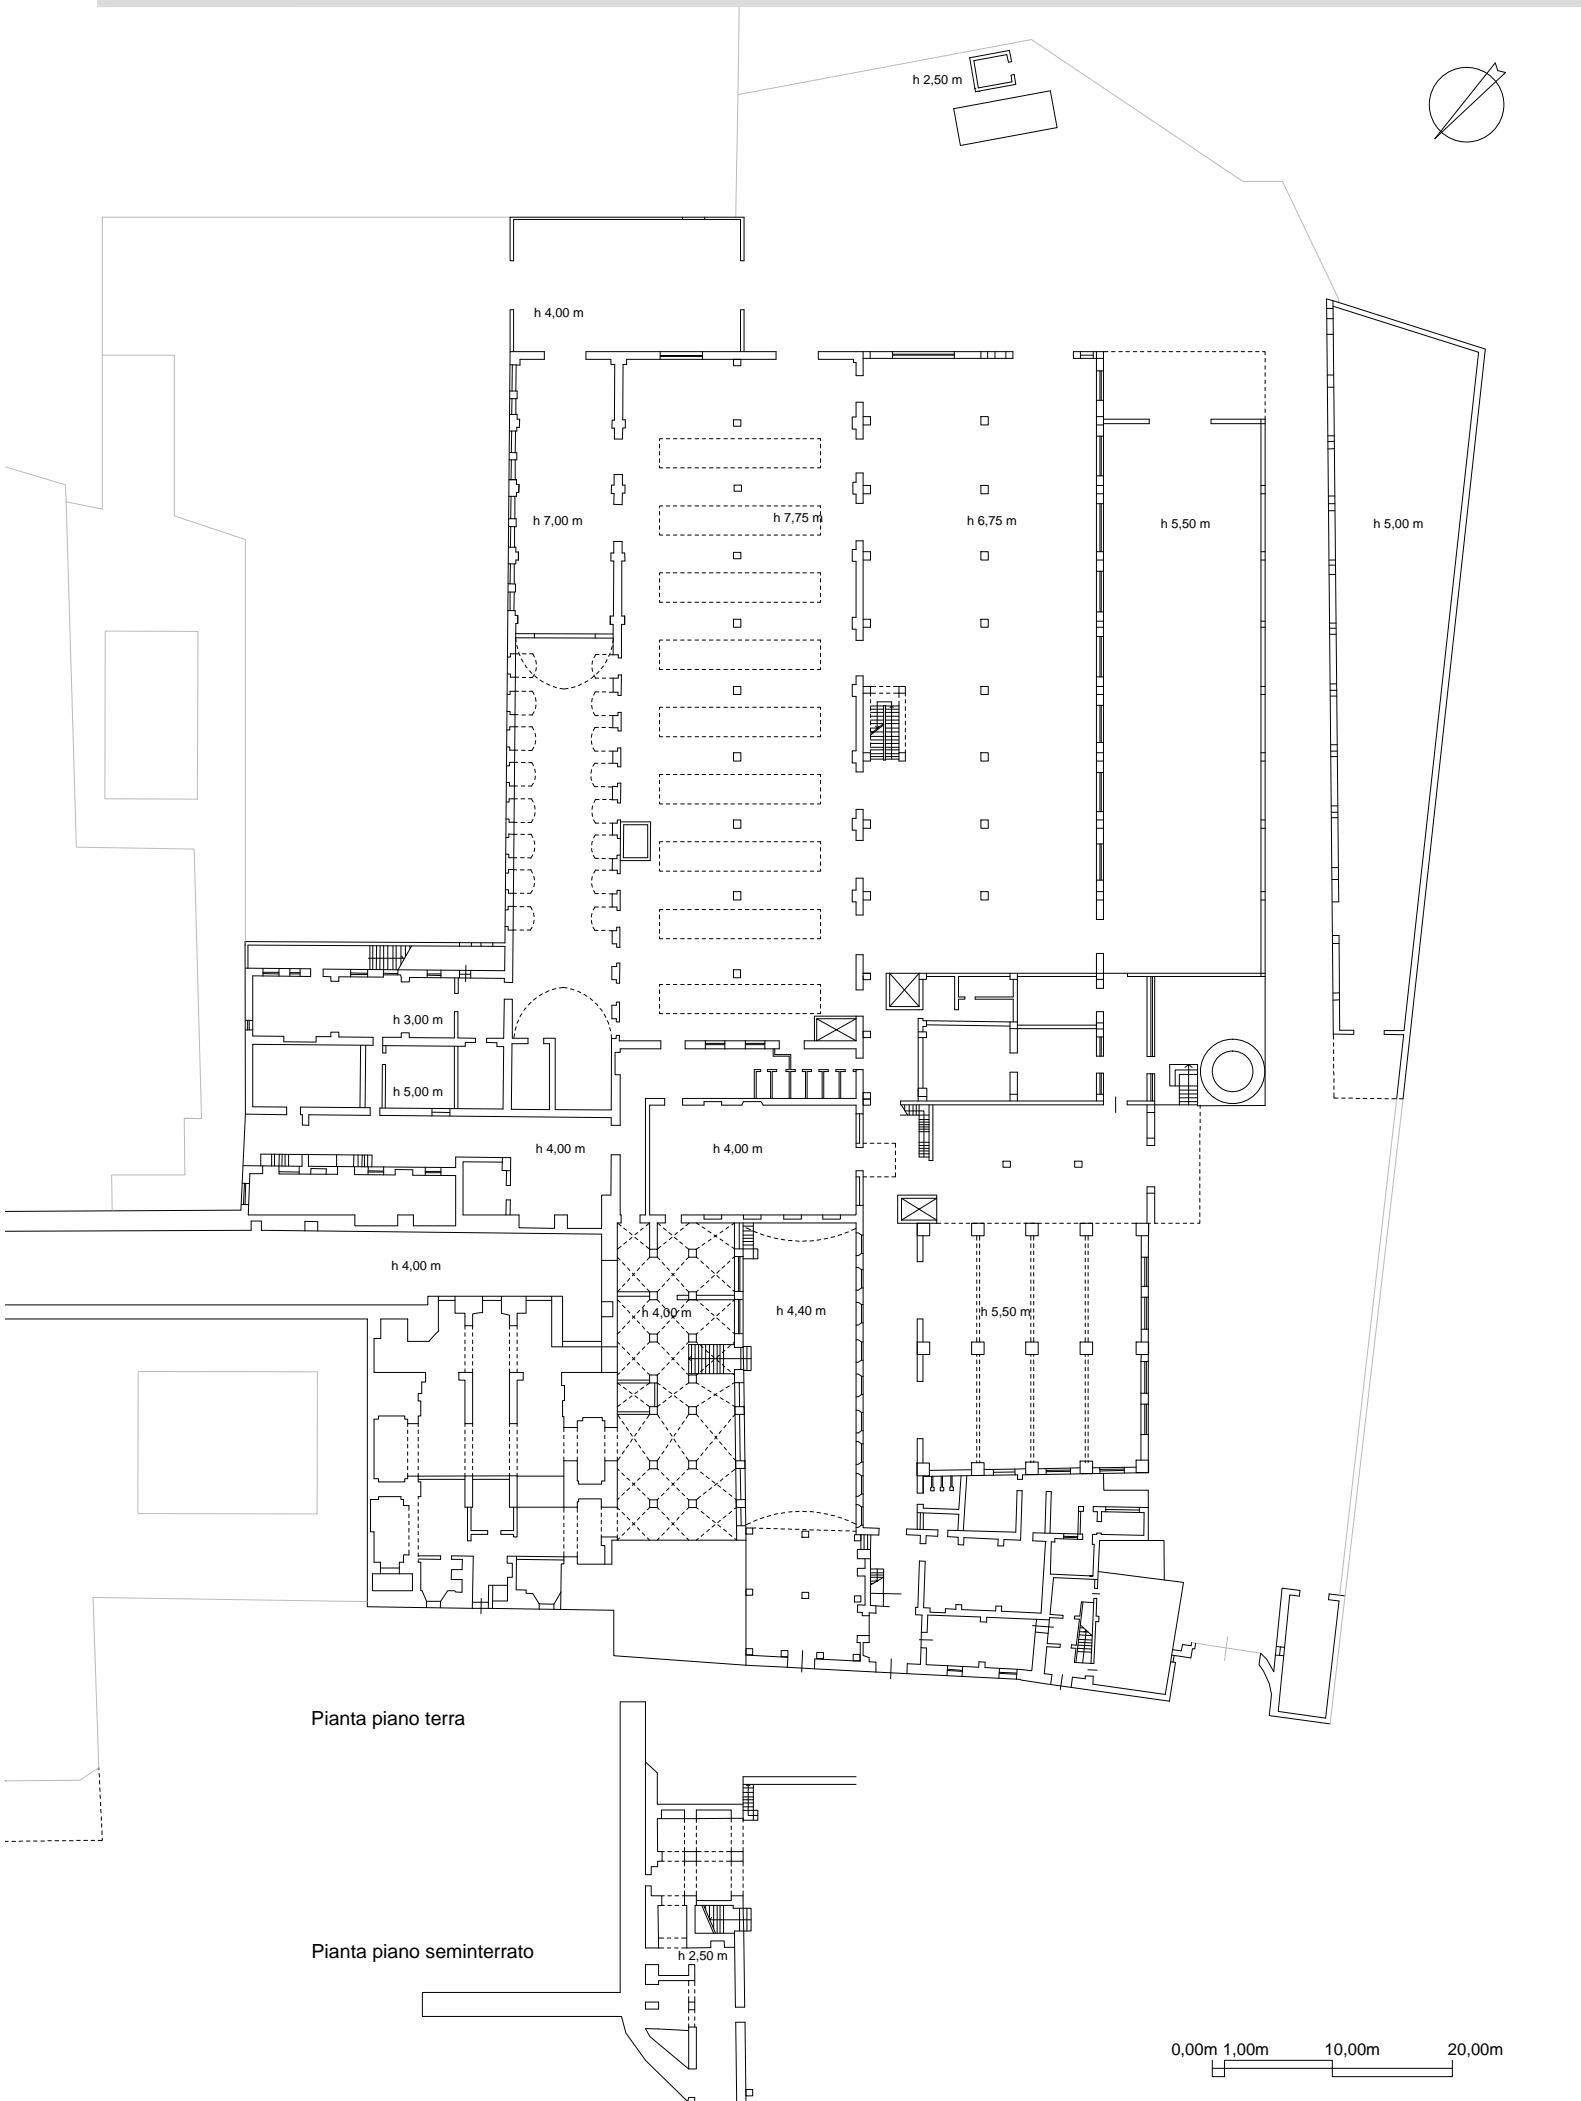 h 2,50 m
h 4,00 m
h 7,00 m
h 7,75 m
h 6,75 m
h 5,50 m
h 5,00 m
h 3,00 m
h 5,00 m
h 4,00 m
h 4,00 m
h 4,00 m
h 4,00 m
h 4,40 m
h 5,50 m
Pianta piano terra
Pianta piano seminterrato
h 2,50 m
0,00m 1,00m 10,00m 20,00m